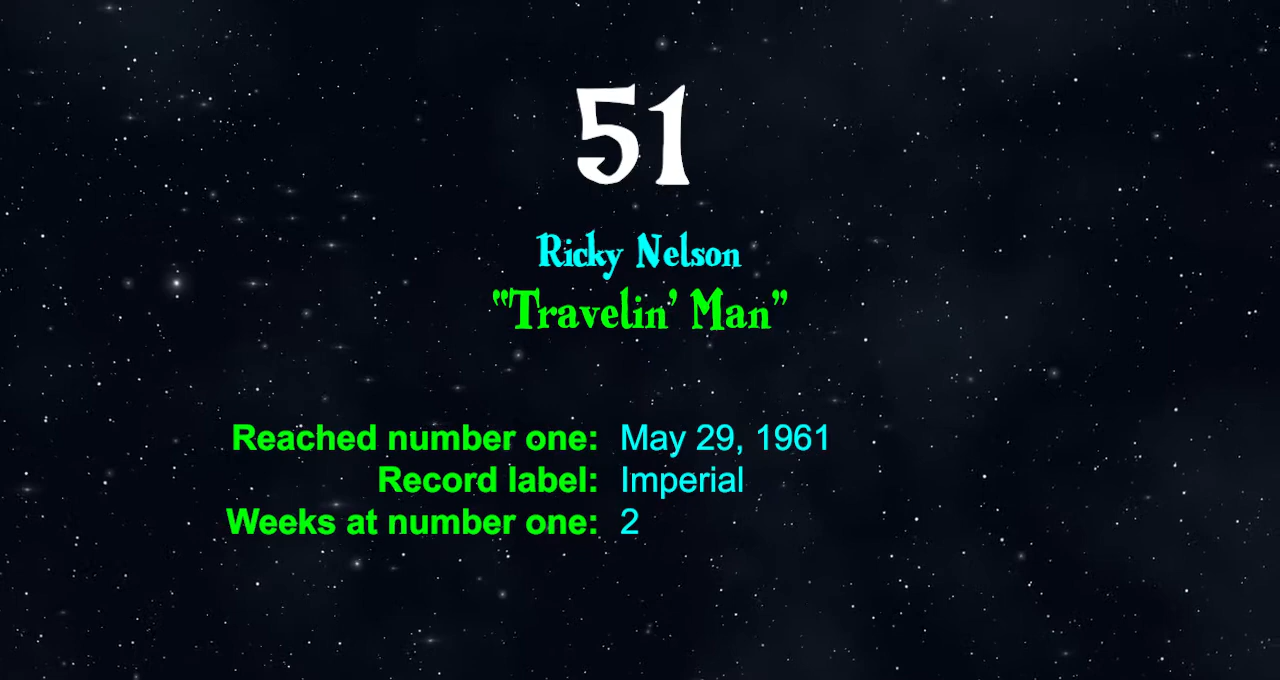 51
Ricky Nelson
“Travelin’ Man”
Reached number one: May 29, 1961
Record label: Imperial
Weeks at number one: 2